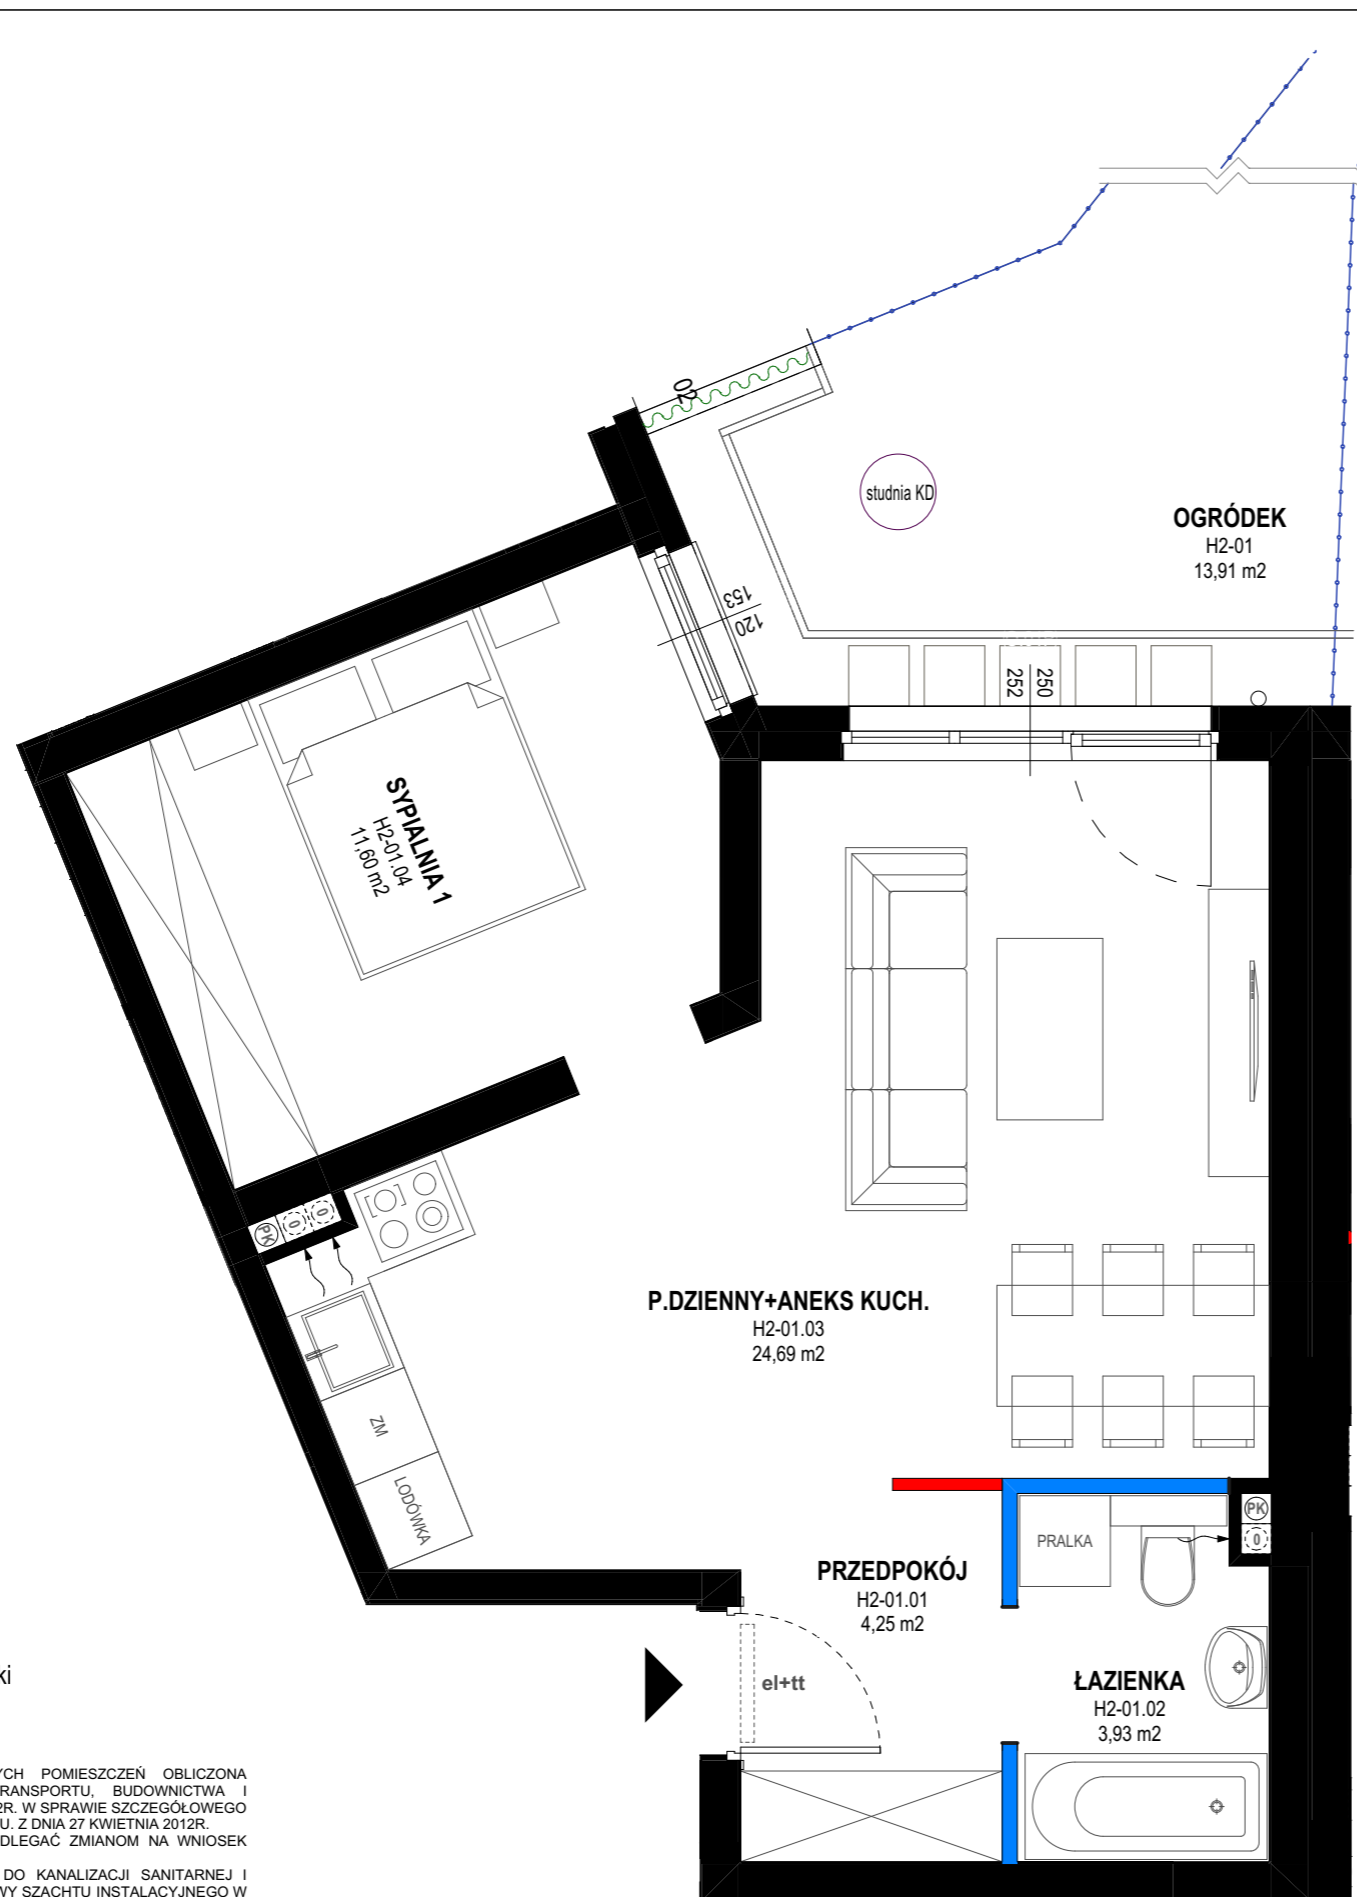 02
studnia KD
OGRÓDEK
H2-01
13,91 m2
153
120
252
250
SYPIALNIA 1
H2-01.04
11,60 m2
PK
0
0
P.DZIENNY+ANEKS KUCH.
H2-01.03
24,69 m2
ZM
LODÓWKA
PK
0
PRALKA
PRZEDPOKÓJ
H2-01.01
4,25 m2
el+tt
ŁAZIENKA
H2-01.02
3,93 m2
ki
YCH POMIESZCZEŃ OBLICZONA
RANSPORTU, BUDOWNICTWA I
2R. W SPRAWIE SZCZEGÓŁOWEGO
U. Z DNIA 27 KWIETNIA 2012R.
DLEGAĆ ZMIANOM NA WNIOSEK
DO KANALIZACJI SANITARNEJ I
WY SZACHTU INSTALACYJNEGO W